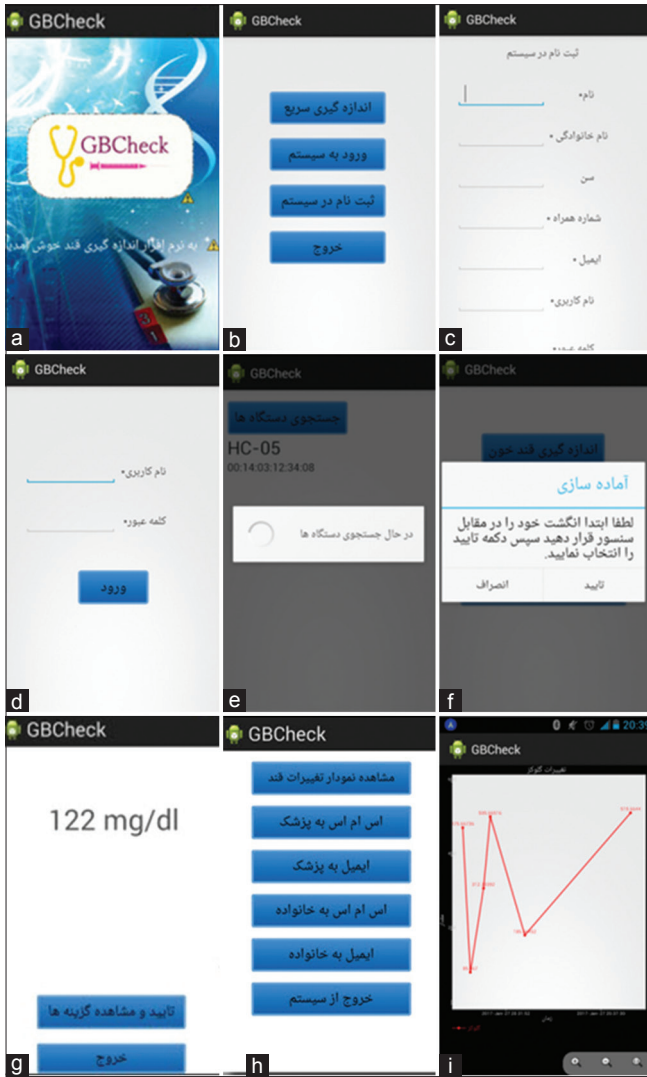 GBCheck
GBCheck
به نرم افزار اندازه گیری قند خوش آمدید
a
GBCheck
اندازه گیری سریع
ورود به سیستم
ثبت نام در سیستم
خروج
b
GBCheck
ثبت نام در سیستم
نام*
نام خانوادگی *
سن
شماره همراه *
ایمیل *
نام کاربری*
کلمه عبور*
c
GBCheck
نام کاربری*
کلمه عبور*
ورود
d
GBCheck
جستجوی دستگاه ها
HC-05
00:14:03:12:34:08
در حال جستجوی دستگاه ها
e
GBCheck
اندازه گیری قند خون
آماده سازی
لطفا ابتدا انگشت خود را در مقابل
سنسور قرار دهید سپس دکمه تایید
را انتخاب نمایید.
تایید
انصراف
f
GBCheck
122 mg/dl
تایید و مشاهده گزینه ها
خروج
g
GBCheck
مشاهده نمودار تغییرات قند
اس ام اس به پزشک
ایمیل به پزشک
اس ام اس به خانواده
ایمیل به خانواده
خروج از سیستم
h
20:39
GBCheck
تغییرات گلوکز
زمان
گلوکز
i